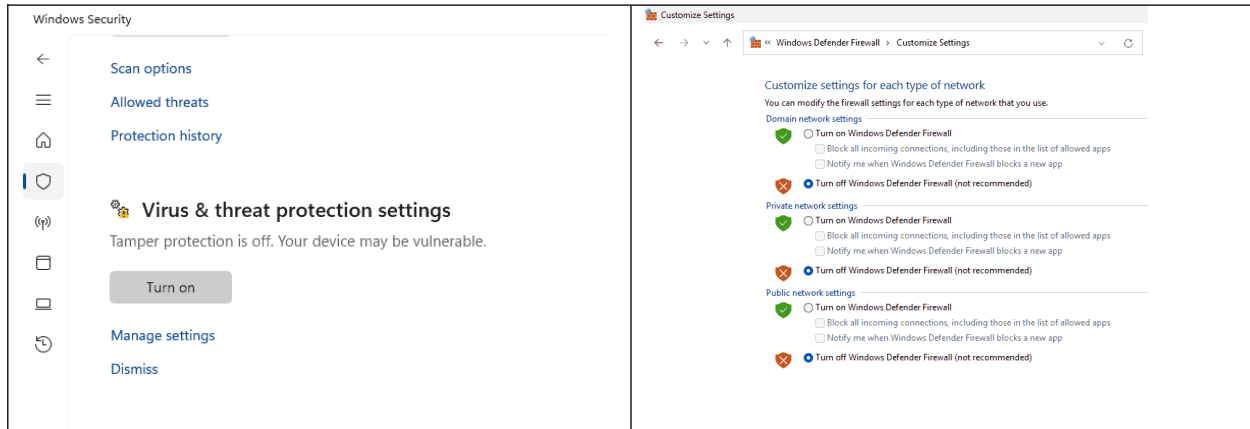 Windows Security
Scan options
Allowed threats
Protection history
Virus & threat protection settings
Tamper protection is off. Your device may be vulnerable.
Turn on
Manage settings
Dismiss
Customize Settings
« Windows Defender Firewall > Customize Settings
Customize settings for each type of network
You can modify the firewall settings for each type of network that you use.
Domain network settings
Turn on Windows Defender Firewall
Block all incoming connections, including those in the list of allowed apps
Notify me when Windows Defender Firewall blocks a new app
Turn off Windows Defender Firewall (not recommended)
Private network settings
Turn on Windows Defender Firewall
Block all incoming connections, including those in the list of allowed apps
Notify me when Windows Defender Firewall blocks a new app
Turn off Windows Defender Firewall (not recommended)
Public network settings
Turn on Windows Defender Firewall
Block all incoming connections, including those in the list of allowed apps
Notify me when Windows Defender Firewall blocks a new app
Turn off Windows Defender Firewall (not recommended)